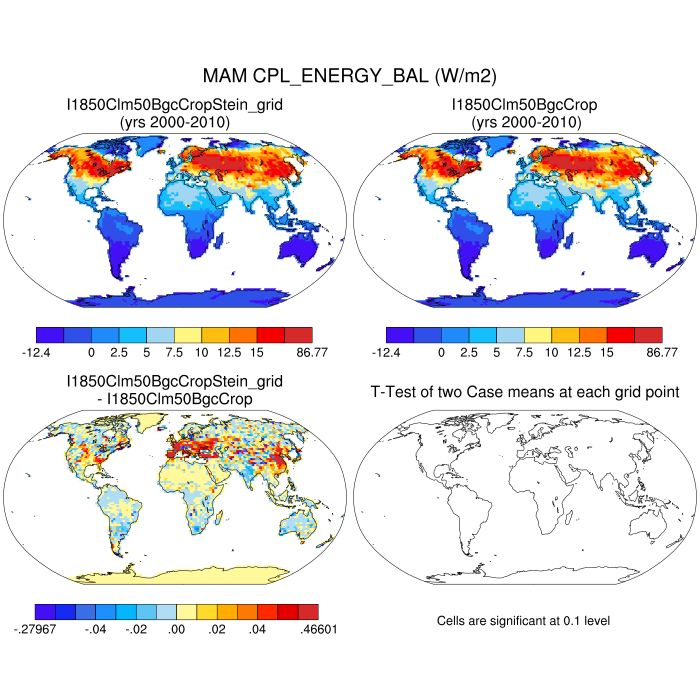 MAM CPL_ENERGY_BAL (W/m2)
I1850Clm50BgcCropStein_grid
(yrs 2000-2010)
I1850Clm50BgcCrop
(yrs 2000-2010)
-12.4 0 2.5 5 7.5 10 12.5 15 86.77
-12.4 0 2.5 5 7.5 10 12.5 15 86.77
I1850Clm50BgcCropStein_grid
- I1850Clm50BgcCrop
T-Test of two Case means at each grid point
-.27967 -.04 -.02 .00 .02 .04 .46601
Cells are significant at 0.1 level